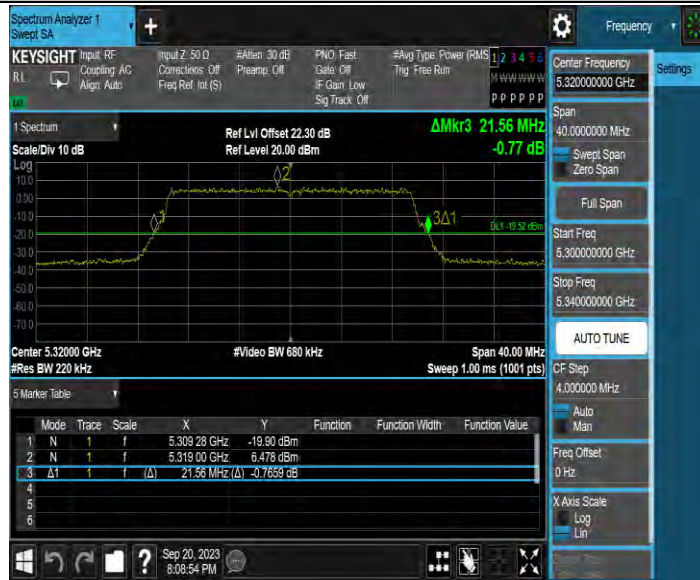 Spectrum Analyzer 1
Swept SA
+
Frequency
KEYSIGHT
RL
Input: RF
Coupling: AC
Align: Auto
Input Z: 50 Ω
Corrections: Off
Freq Ref: Int (S)
#Atten: 30 dB
Preamp: Off
PNO: Fast
Gate: Off
IF Gain: Low
Sig Track: Off
#Avg Type: Power (RMS
Trig: Free Run
1 2 3 4 5 6
M W W W W W
P P P P P P
Center Frequency
5.320000000 GHz
Settings
Span
40.0000000 MHz
Swept Span
Zero Span
Full Span
Start Freq
5.300000000 GHz
Stop Freq
5.340000000 GHz
AUTO TUNE
CF Step
4.000000 MHz
Auto
Man
Freq Offset
0 Hz
X Axis Scale
Log
Lin
1 Spectrum
Scale/Div 10 dB
Ref Lvl Offset 22.30 dB
Ref Level 20.00 dBm
ΔMkr3 21.56 MHz
-0.77 dB
Log
10.0
0.00
-10.0
-20.0
-30.0
-40.0
-50.0
-60.0
-70.0
2
3Δ1
DL1 -19.52 dBm
Center 5.32000 GHz
#Res BW 220 kHz
#Video BW 680 kHz
Span 40.00 MHz
Sweep 1.00 ms (1001 pts)
5 Marker Table
Mode Trace Scale X Y Function Function Width Function Value
1 N 1 f 5.309 28 GHz -19.90 dBm
2 N 1 f 5.319 00 GHz 6.478 dBm
3 Δ1 1 f (Δ) 21.56 MHz (Δ) -0.7659 dB
4
5
6
?
Sep 20, 2023
8:08:54 PM